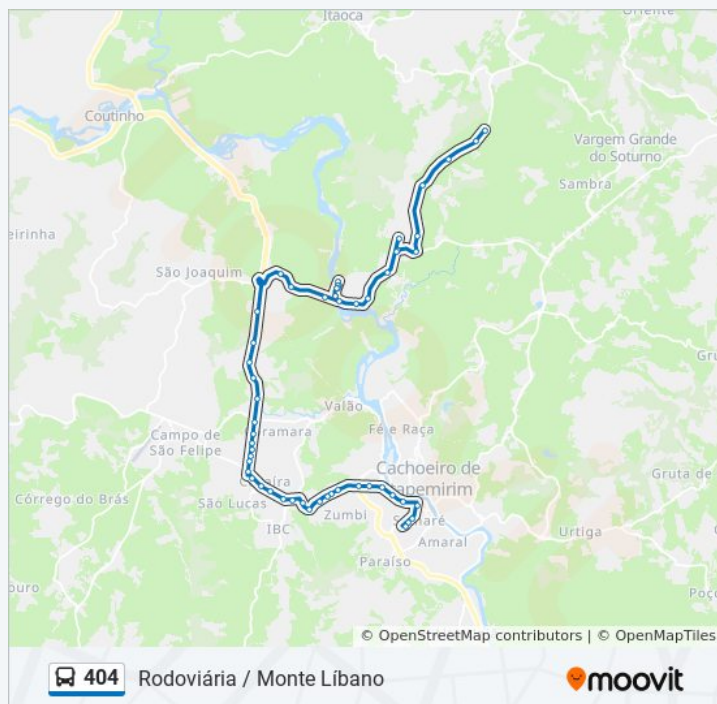 Itaoca
Oriente
Coutinho
Vargem Grande
do Soturno
Sambra
eirinha
São Joaquim
Gru
Valão
Fé e Raça
Campo de
São Felipe
ramara
Cachoeiro de
apemirim
Gruta de
Córrego do Brás
São Lucas
IBC
Zumbi
Amaral
Urtiga
Paraíso
ouro
Poço
© OpenStreetMap contributors | © OpenMapTiles
404 Rodoviária / Monte Líbano
moovit